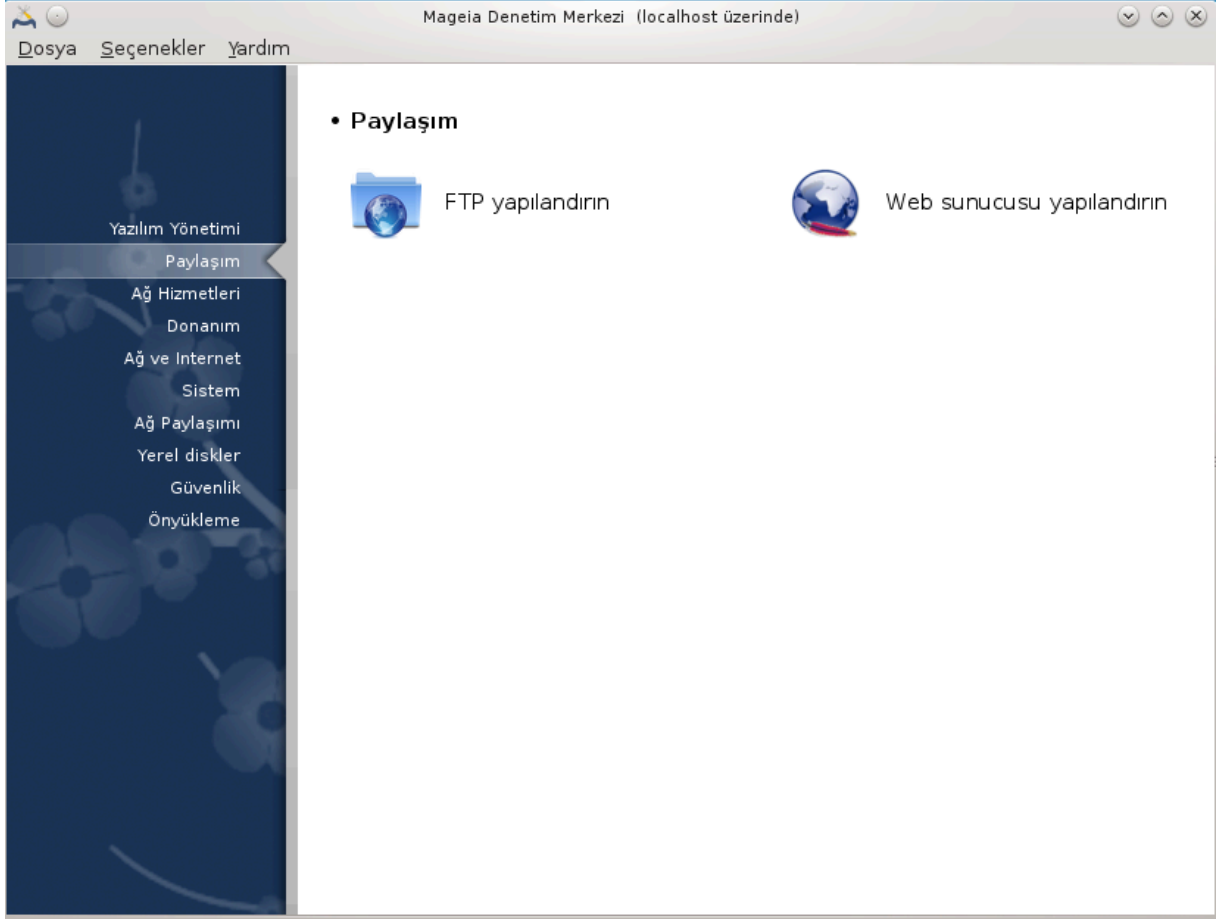 Mageia Denetim Merkezi (localhost üzerinde)
Dosya Seçenekler Yardım
• Paylaşım
FTP yapılandırın
Web sunucusu yapılandırın
Yazılım Yönetimi
Paylaşım
Ağ Hizmetleri
Donanım
Ağ ve Internet
Sistem
Ağ Paylaşımı
Yerel diskler
Güvenlik
Önyükleme